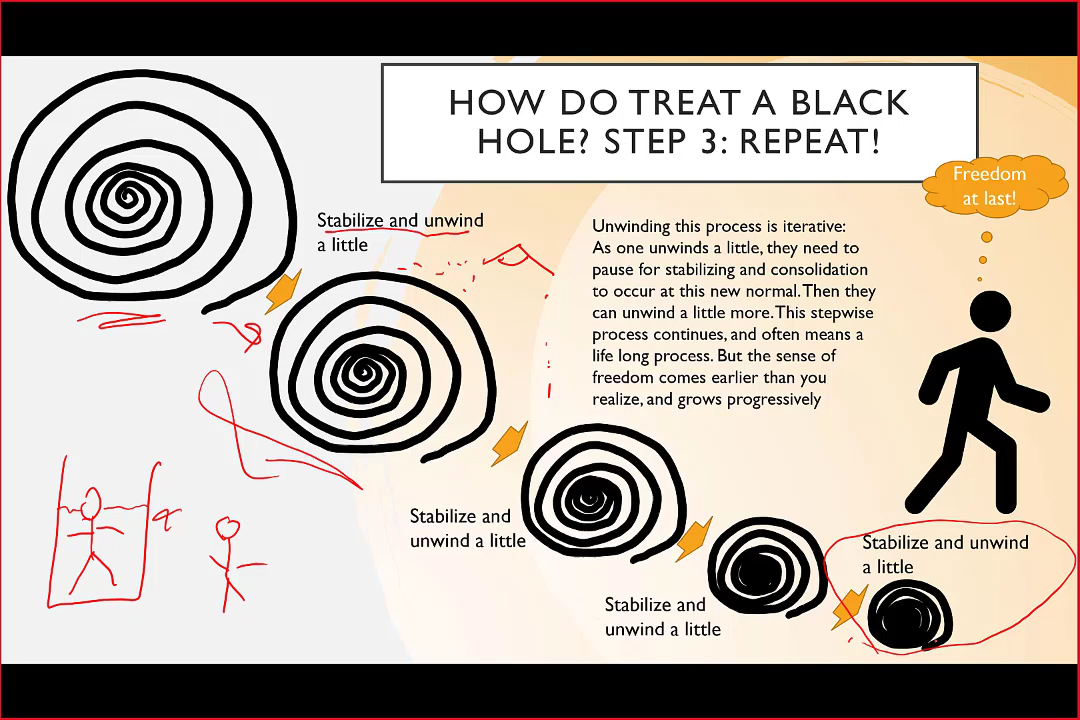 HOW DO TREAT A BLACK
HOLE? STEP 3: REPEAT!
Freedom
at last!
Stabilize and unwind
a little
Unwinding this process is iterative:
As one unwinds a little, they need to
pause for stabilizing and consolidation
to occur at this new normal. Then they
can unwind a little more. This stepwise
process continues, and often means a
life long process. But the sense of
freedom comes earlier than you
realize, and grows progressively
Stabilize and
unwind a little
Stabilize and
unwind a little
Stabilize and unwind
a little